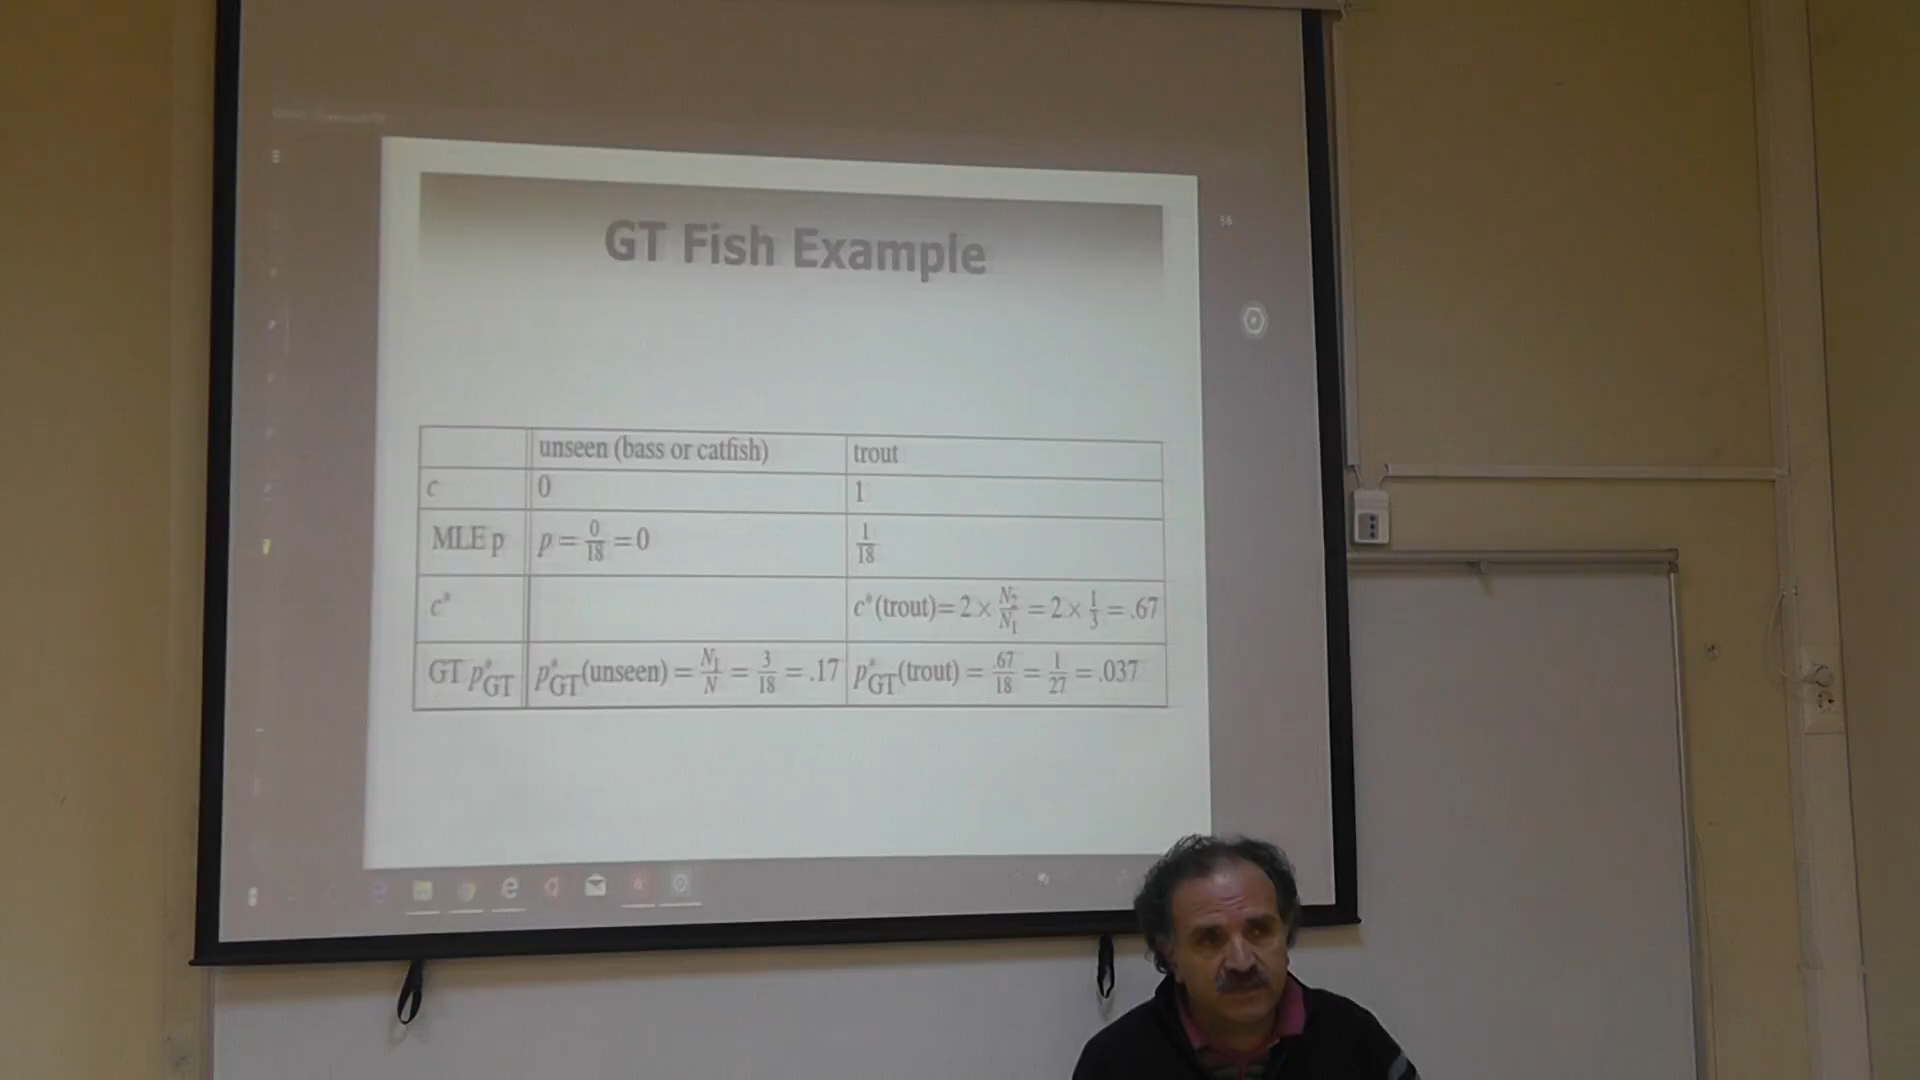 56
GT Fish Example
unseen (bass or catfish) trout
c 0 1
MLE p p = 0/18 = 0 1/18
c* c*(trout)= 2 × N₂/N₁ = 2 × 1/3 = .67
GT p*GT p*GT(unseen) = N₁/N = 3/18 = .17 p*GT(trout) = .67/18 = 1/27 = .037